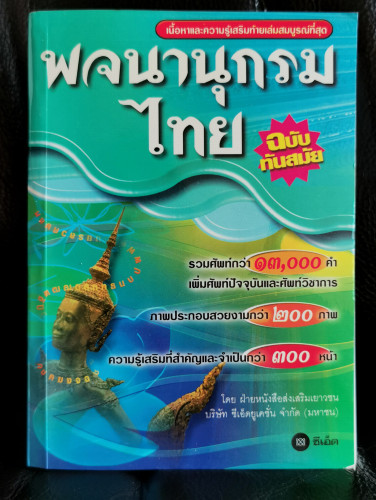 เนื้อหาและความรู้เสริมท้ายเล่มสมบูรณ์ที่สุด
พจนานุกรม
ไทย
ฉบับ
ทันสมัย
รวมศัพท์กว่า ๑๓,๐๐๐ คำ
เพิ่มศัพท์ปัจจุบันและศัพท์วิชาการ
ภาพประกอบสวยงามกว่า ๒๐๐ ภาพ
ความรู้เสริมที่สำคัญและจำเป็นกว่า ๓๐๐ หน้า
โดย ฝ่ายหนังสือส่งเสริมเยาวชน
บริษัท ซีเอ็ดยูเคชั่น จำกัด (มหาชน)
ซีเอ็ด